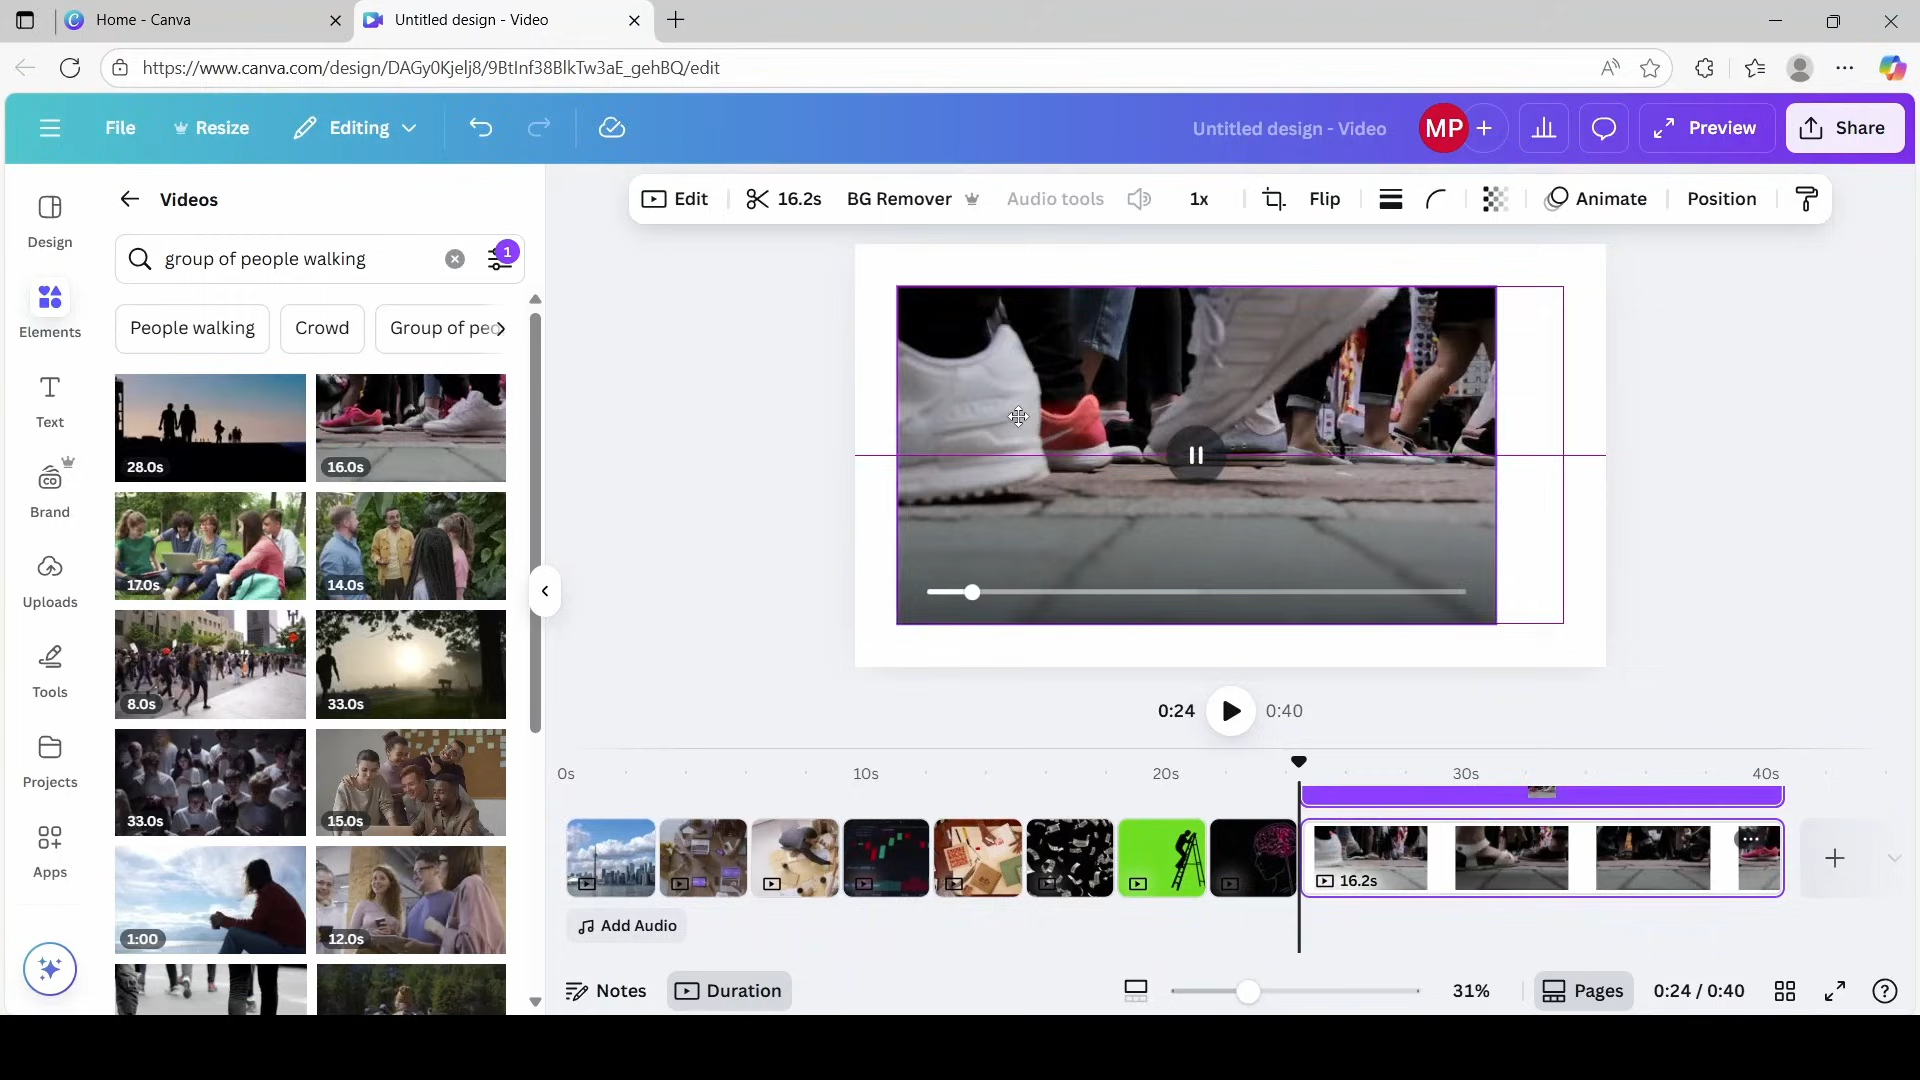 Home - Canva
Untitled design - Video
https://www.canva.com/design/DAGy0Kjelj8/9BtInf38BlkTw3aE_gehBQ/edit
File
Resize
Editing
Untitled design - Video
MP
Preview
Share
Design
Elements
Text
Brand
Uploads
Tools
Projects
Apps
Videos
group of people walking
1
People walking
Crowd
Group of
28.0s
16.0s
17.0s
14.0s
8.0s
33.0s
33.0s
15.0s
1:00
12.0s
Edit
16.2s
BG Remover
Audio tools
1x
Flip
Animate
Position
0:24
0:40
0s
10s
20s
30s
40s
16.2s
Add Audio
Notes
Duration
31%
Pages
0:24 / 0:40